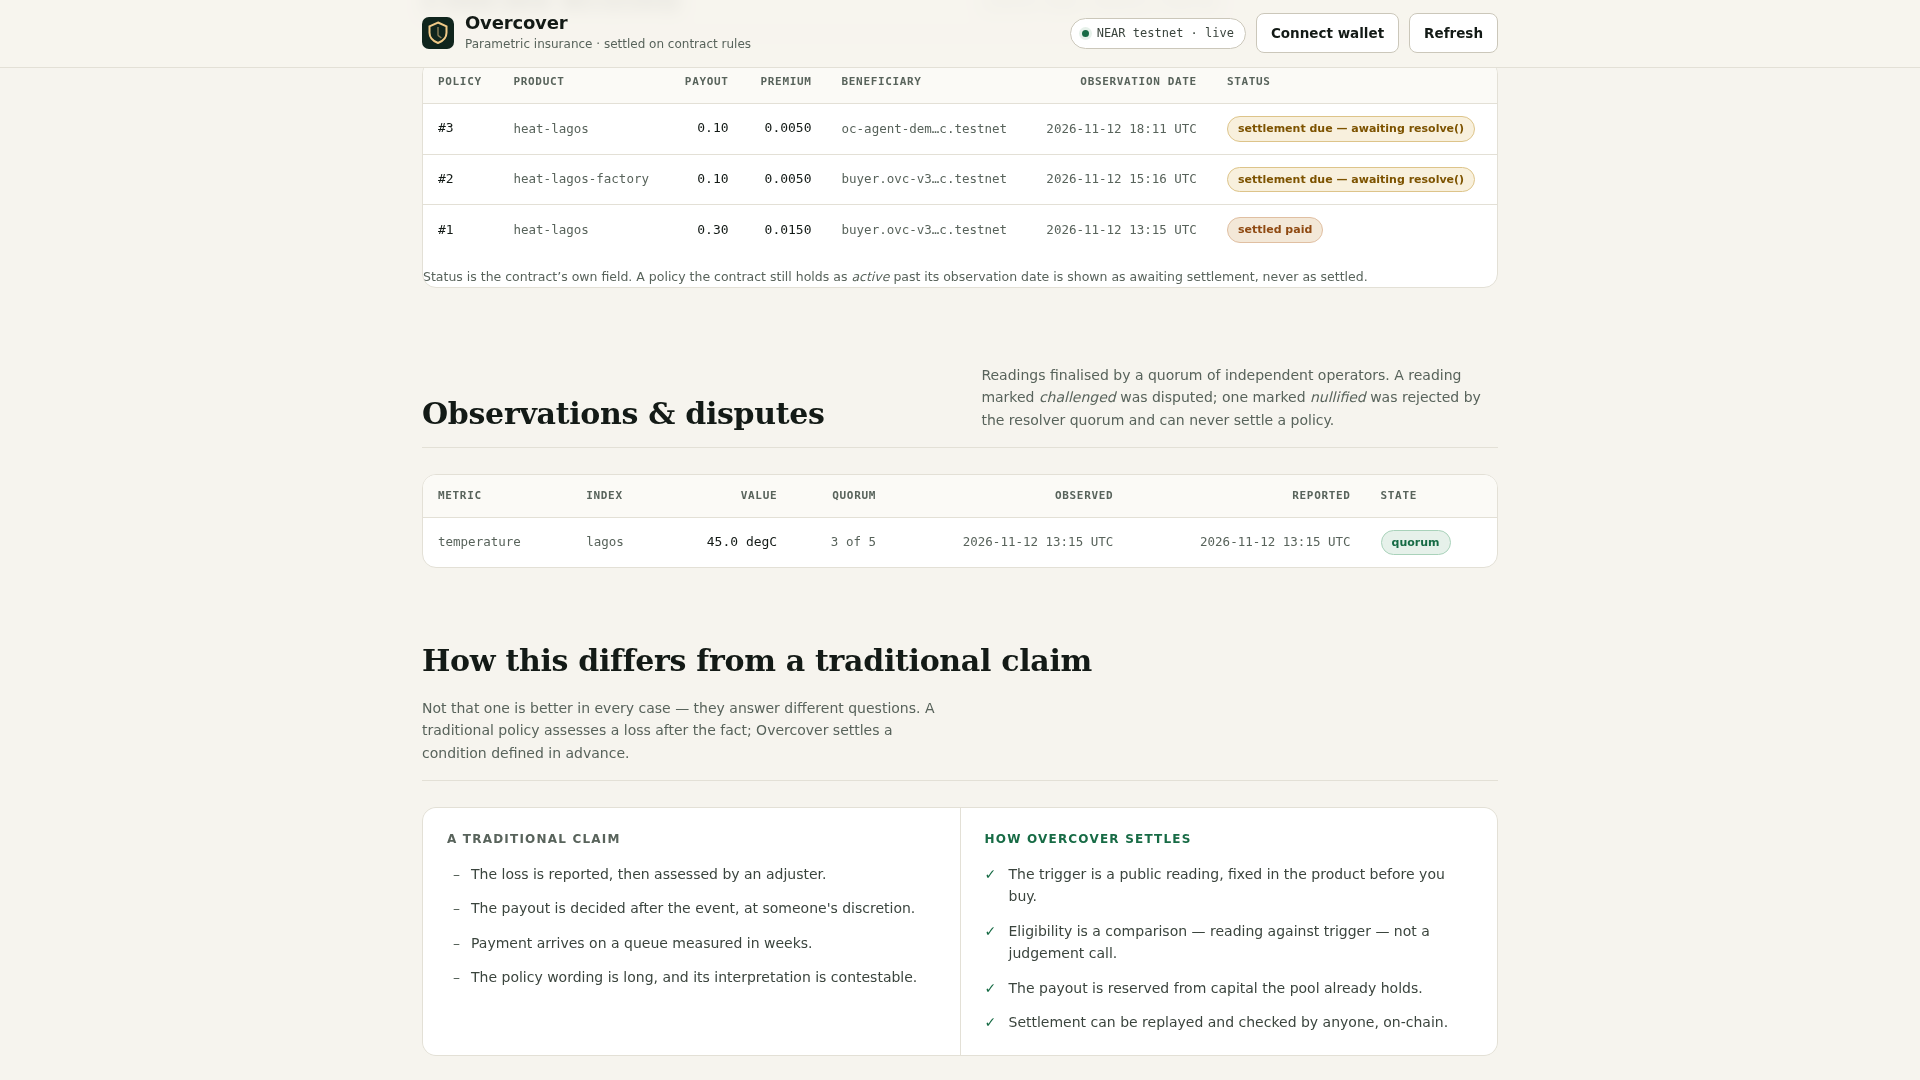 Overcover
Parametric insurance · settled on contract rules
NEAR testnet · live
Connect wallet
Refresh
POLICY PRODUCT PAYOUT PREMIUM BENEFICIARY OBSERVATION DATE STATUS
#3 heat-lagos 0.10 0.0050 oc-agent-dem…c.testnet 2026-11-12 18:11 UTC settlement due — awaiting resolve()
#2 heat-lagos-factory 0.10 0.0050 buyer.ovc-v3…c.testnet 2026-11-12 15:16 UTC settlement due — awaiting resolve()
#1 heat-lagos 0.30 0.0150 buyer.ovc-v3…c.testnet 2026-11-12 13:15 UTC settled paid
Status is the contract’s own field. A policy the contract still holds as active past its observation date is shown as awaiting settlement, never as settled.
Observations & disputes
Readings finalised by a quorum of independent operators. A reading
marked challenged was disputed; one marked nullified was rejected by
the resolver quorum and can never settle a policy.
METRIC INDEX VALUE QUORUM OBSERVED REPORTED STATE
temperature lagos 45.0 degC 3 of 5 2026-11-12 13:15 UTC 2026-11-12 13:15 UTC quorum
How this differs from a traditional claim
Not that one is better in every case — they answer different questions. A
traditional policy assesses a loss after the fact; Overcover settles a
condition defined in advance.
A TRADITIONAL CLAIM
– The loss is reported, then assessed by an adjuster.
– The payout is decided after the event, at someone's discretion.
– Payment arrives on a queue measured in weeks.
– The policy wording is long, and its interpretation is contestable.
HOW OVERCOVER SETTLES
✓ The trigger is a public reading, fixed in the product before you
buy.
✓ Eligibility is a comparison — reading against trigger — not a
judgement call.
✓ The payout is reserved from capital the pool already holds.
✓ Settlement can be replayed and checked by anyone, on-chain.